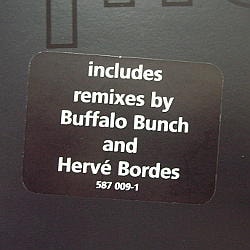 includes
remixes by
Buffalo Bunch
and
Hervé Bordes
587 009-1